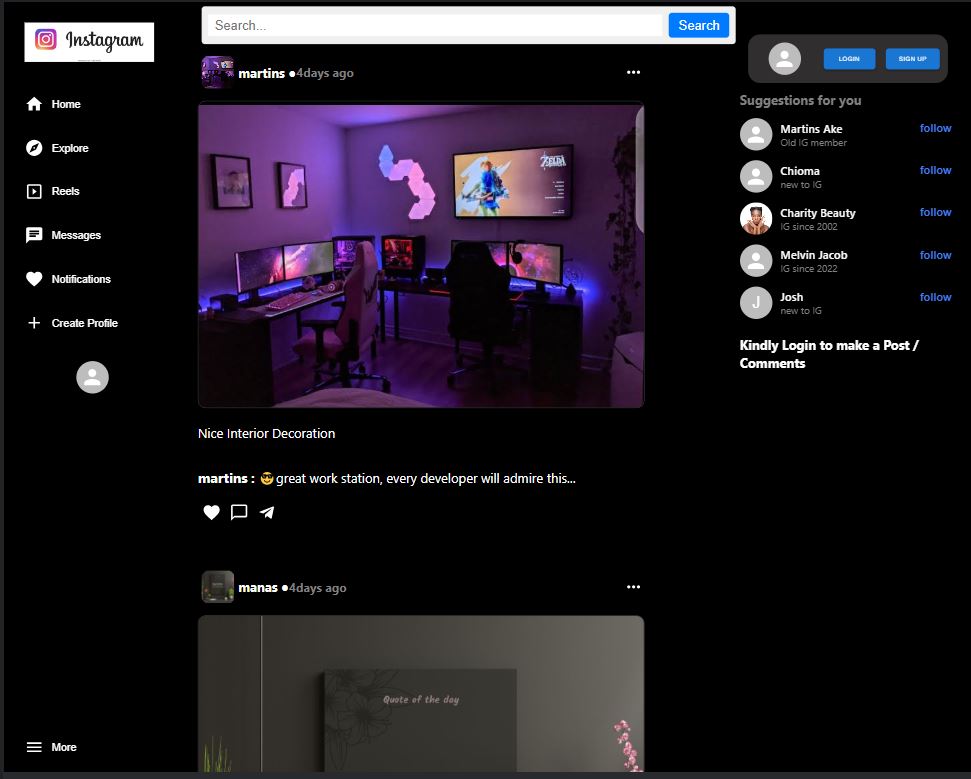 Instagram
Home
Explore
Reels
Messages
Notifications
Create Profile
More
Search...
Search
martins ●4days ago
ZELDA
Nice Interior Decoration
martins : 😎great work station, every developer will admire this...
manas ●4days ago
Quote of the day
LOGIN
SIGN UP
Suggestions for you
Martins Ake
follow
Old IG member
Chioma
follow
new to IG
Charity Beauty
follow
IG since 2002
Melvin Jacob
follow
IG since 2022
J
Josh
follow
new to IG
Kindly Login to make a Post /
Comments